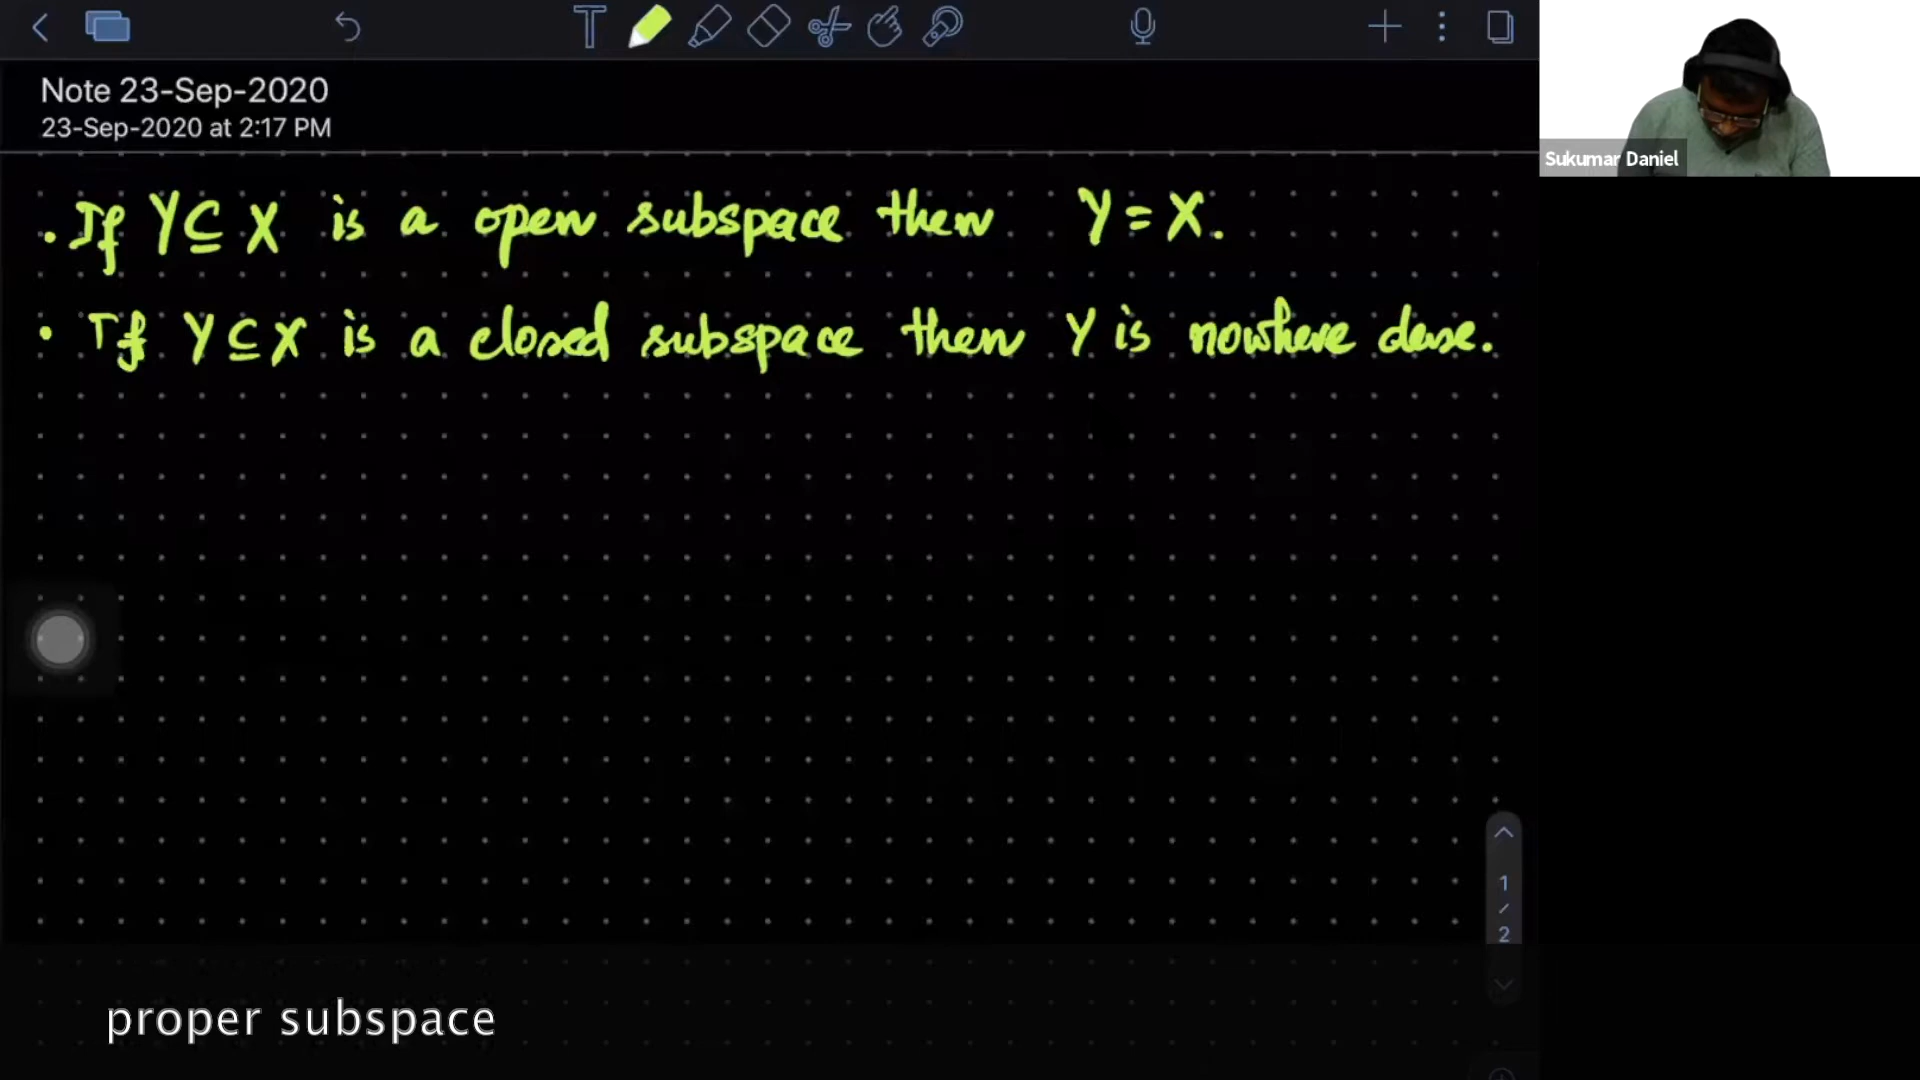 Note 23-Sep-2020
23-Sep-2020 at 2:17 PM
Sukumar Daniel
. If Y ⊆ X is a open subspace then Y = X.
• If Y ⊆ X is a closed subspace then Y is nowhere dense.
1
/
2
proper subspace